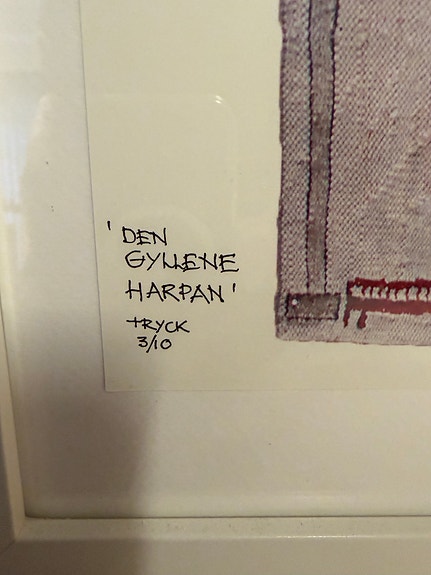 'DEN
GYLLENE
HARPAN'
TRYCK
3/10